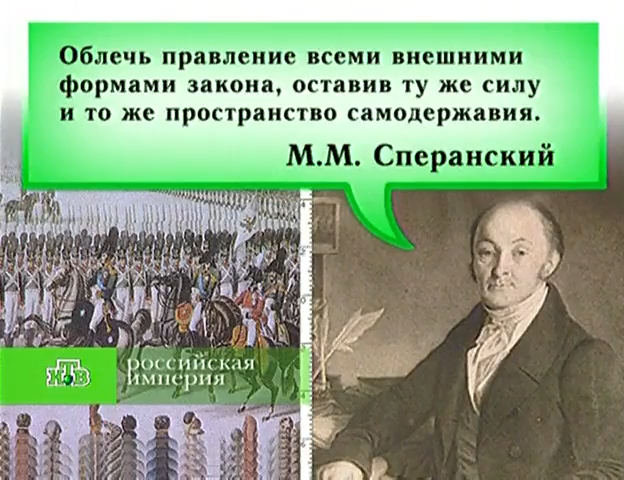 Облечь правление всеми внешними
формами закона, оставив ту же силу
и то же пространство самодержавия.
М.М. Сперанский
НТВ
российская
империя